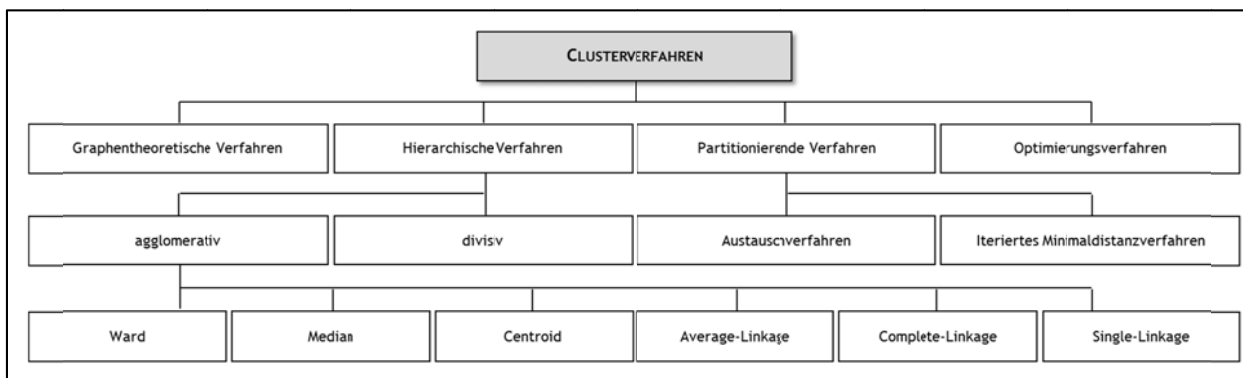 CLUSTERVERFAHREN
Graphentheoretische Verfahren
Hierarchische Verfahren
Partitionierende Verfahren
Optimierungsverfahren
agglomerativ
divisiv
Austauschverfahren
Iteriertes Minimaldistanzverfahren
Ward
Median
Centroid
Average-Linkage
Complete-Linkage
Single-Linkage